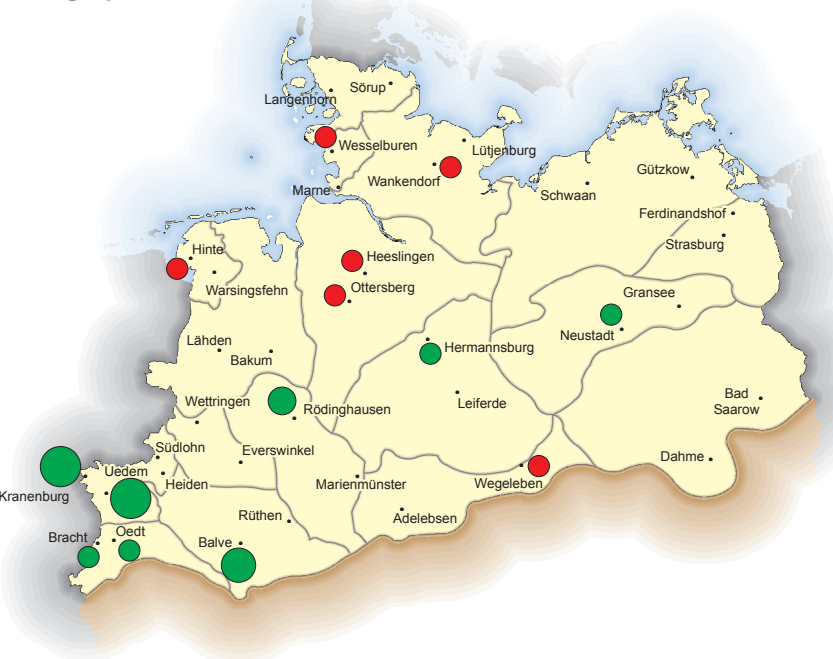 Sörup
Langenhorn
Wesselburen
Lütjenburg
Wankendorf
Marne
Schwaan
Gützkow
Ferdinandshof
Strasburg
Hinte
Warsingsfehn
Heeslingen
Ottersberg
Gransee
Neustadt
Lähden
Bakum
Hermannsburg
Leiferde
Bad
Saarow
Wettringen
Rödinghausen
Südlohn
Everswinkel
Uedem
Heiden
Marienmünster
Wegeleben
Dahme
Kranenburg
Rüthen
Adelebsen
Bracht
Oedt
Balve